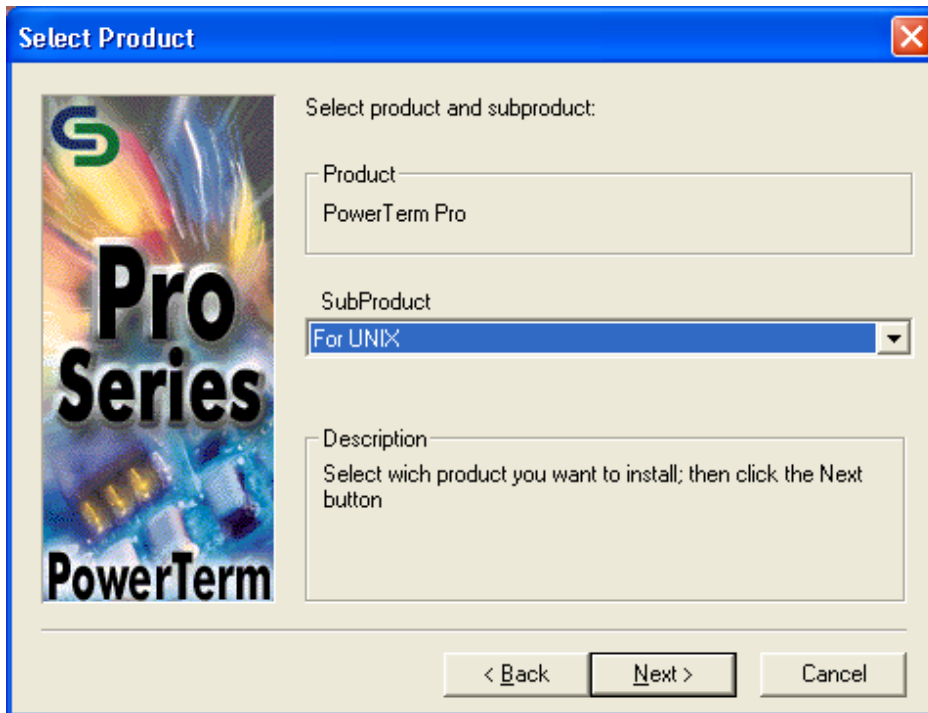 Select Product
Select product and subproduct:
Product
PowerTerm Pro
SubProduct
For UNIX
Description
Select wich product you want to install; then click the Next
button
Pro
Series
PowerTerm
< Back
Next >
Cancel